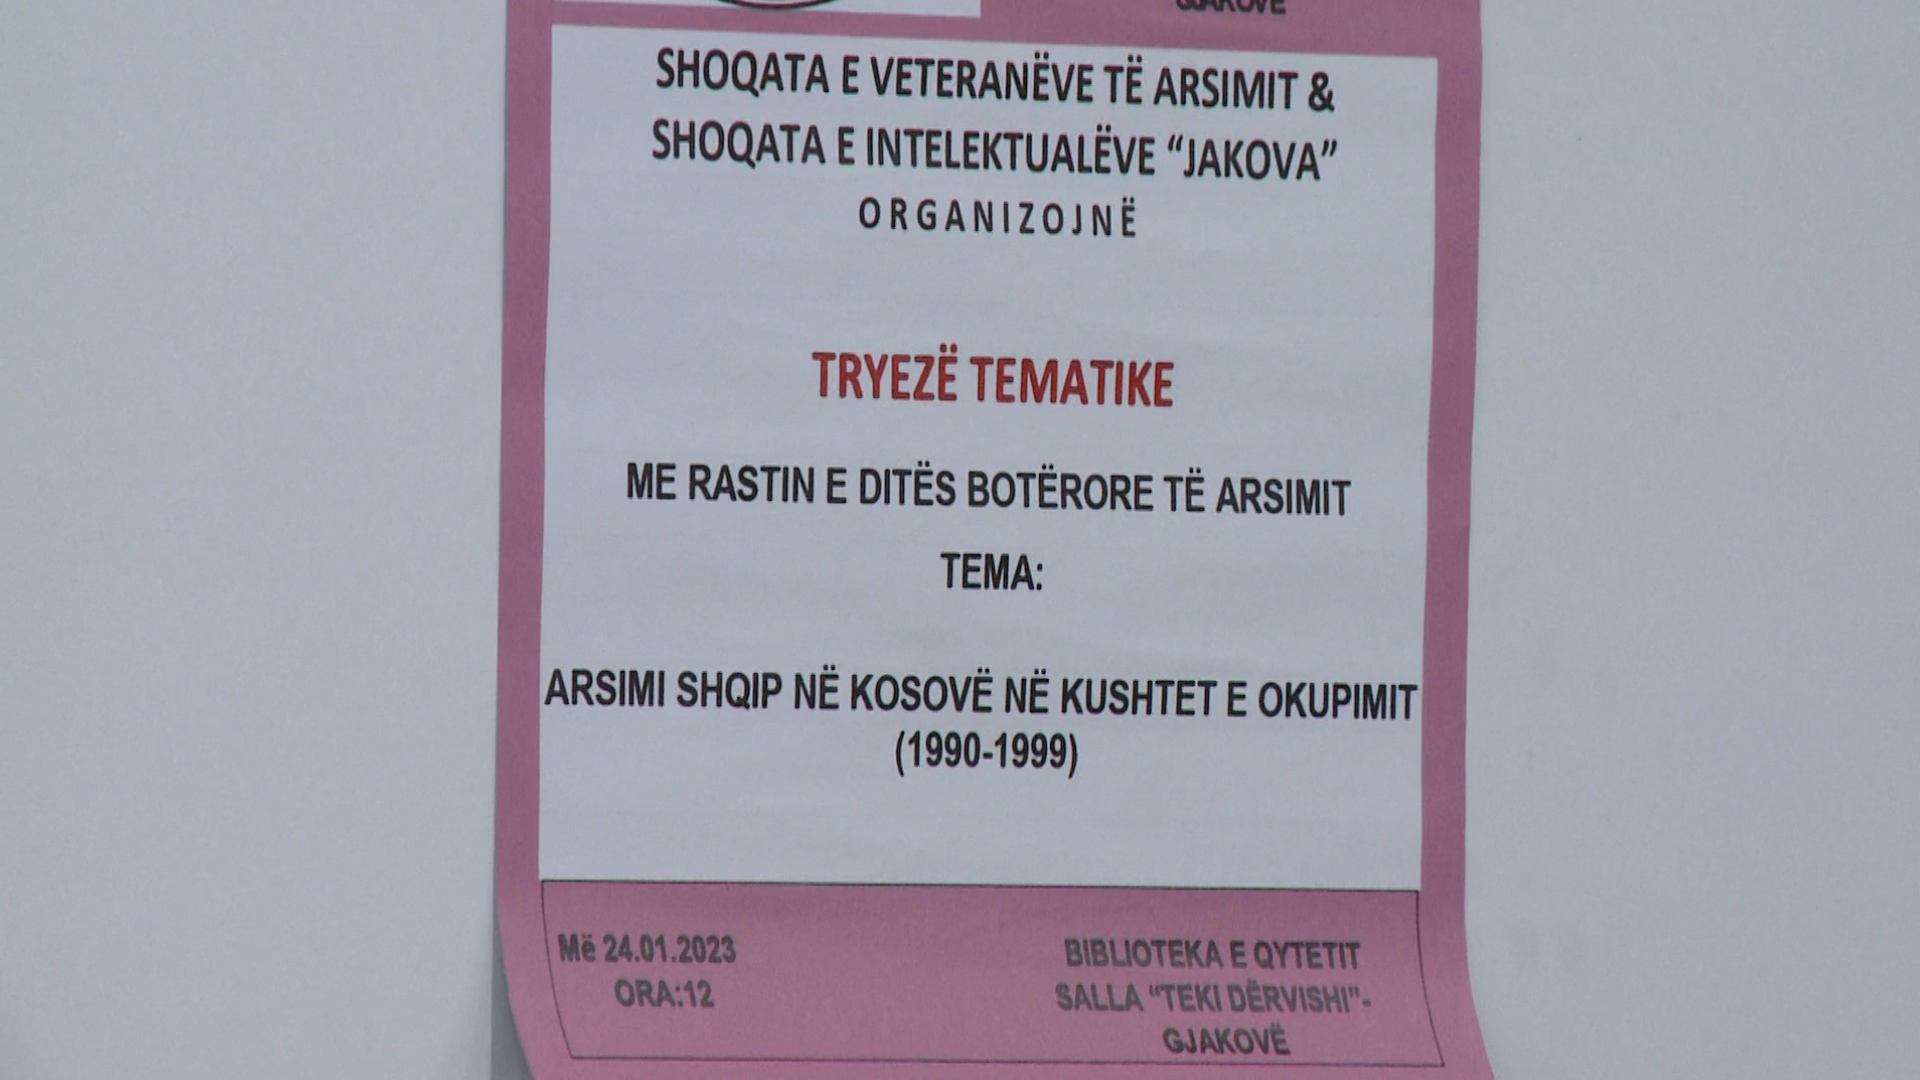 GJAKOVË
SHOQATA E VETERANËVE TË ARSIMIT &
SHOQATA E INTELEKTUALËVE “JAKOVA”
ORGANIZOJNË
TRYEZË TEMATIKE
ME RASTIN E DITËS BOTËRORE TË ARSIMIT
TEMA:
ARSIMI SHQIP NË KOSOVË NË KUSHTET E OKUPIMIT
(1990-1999)
Më 24.01.2023
ORA:12
BIBLIOTEKA E QYTETIT
SALLA “TEKI DËRVISHI”-
GJAKOVË